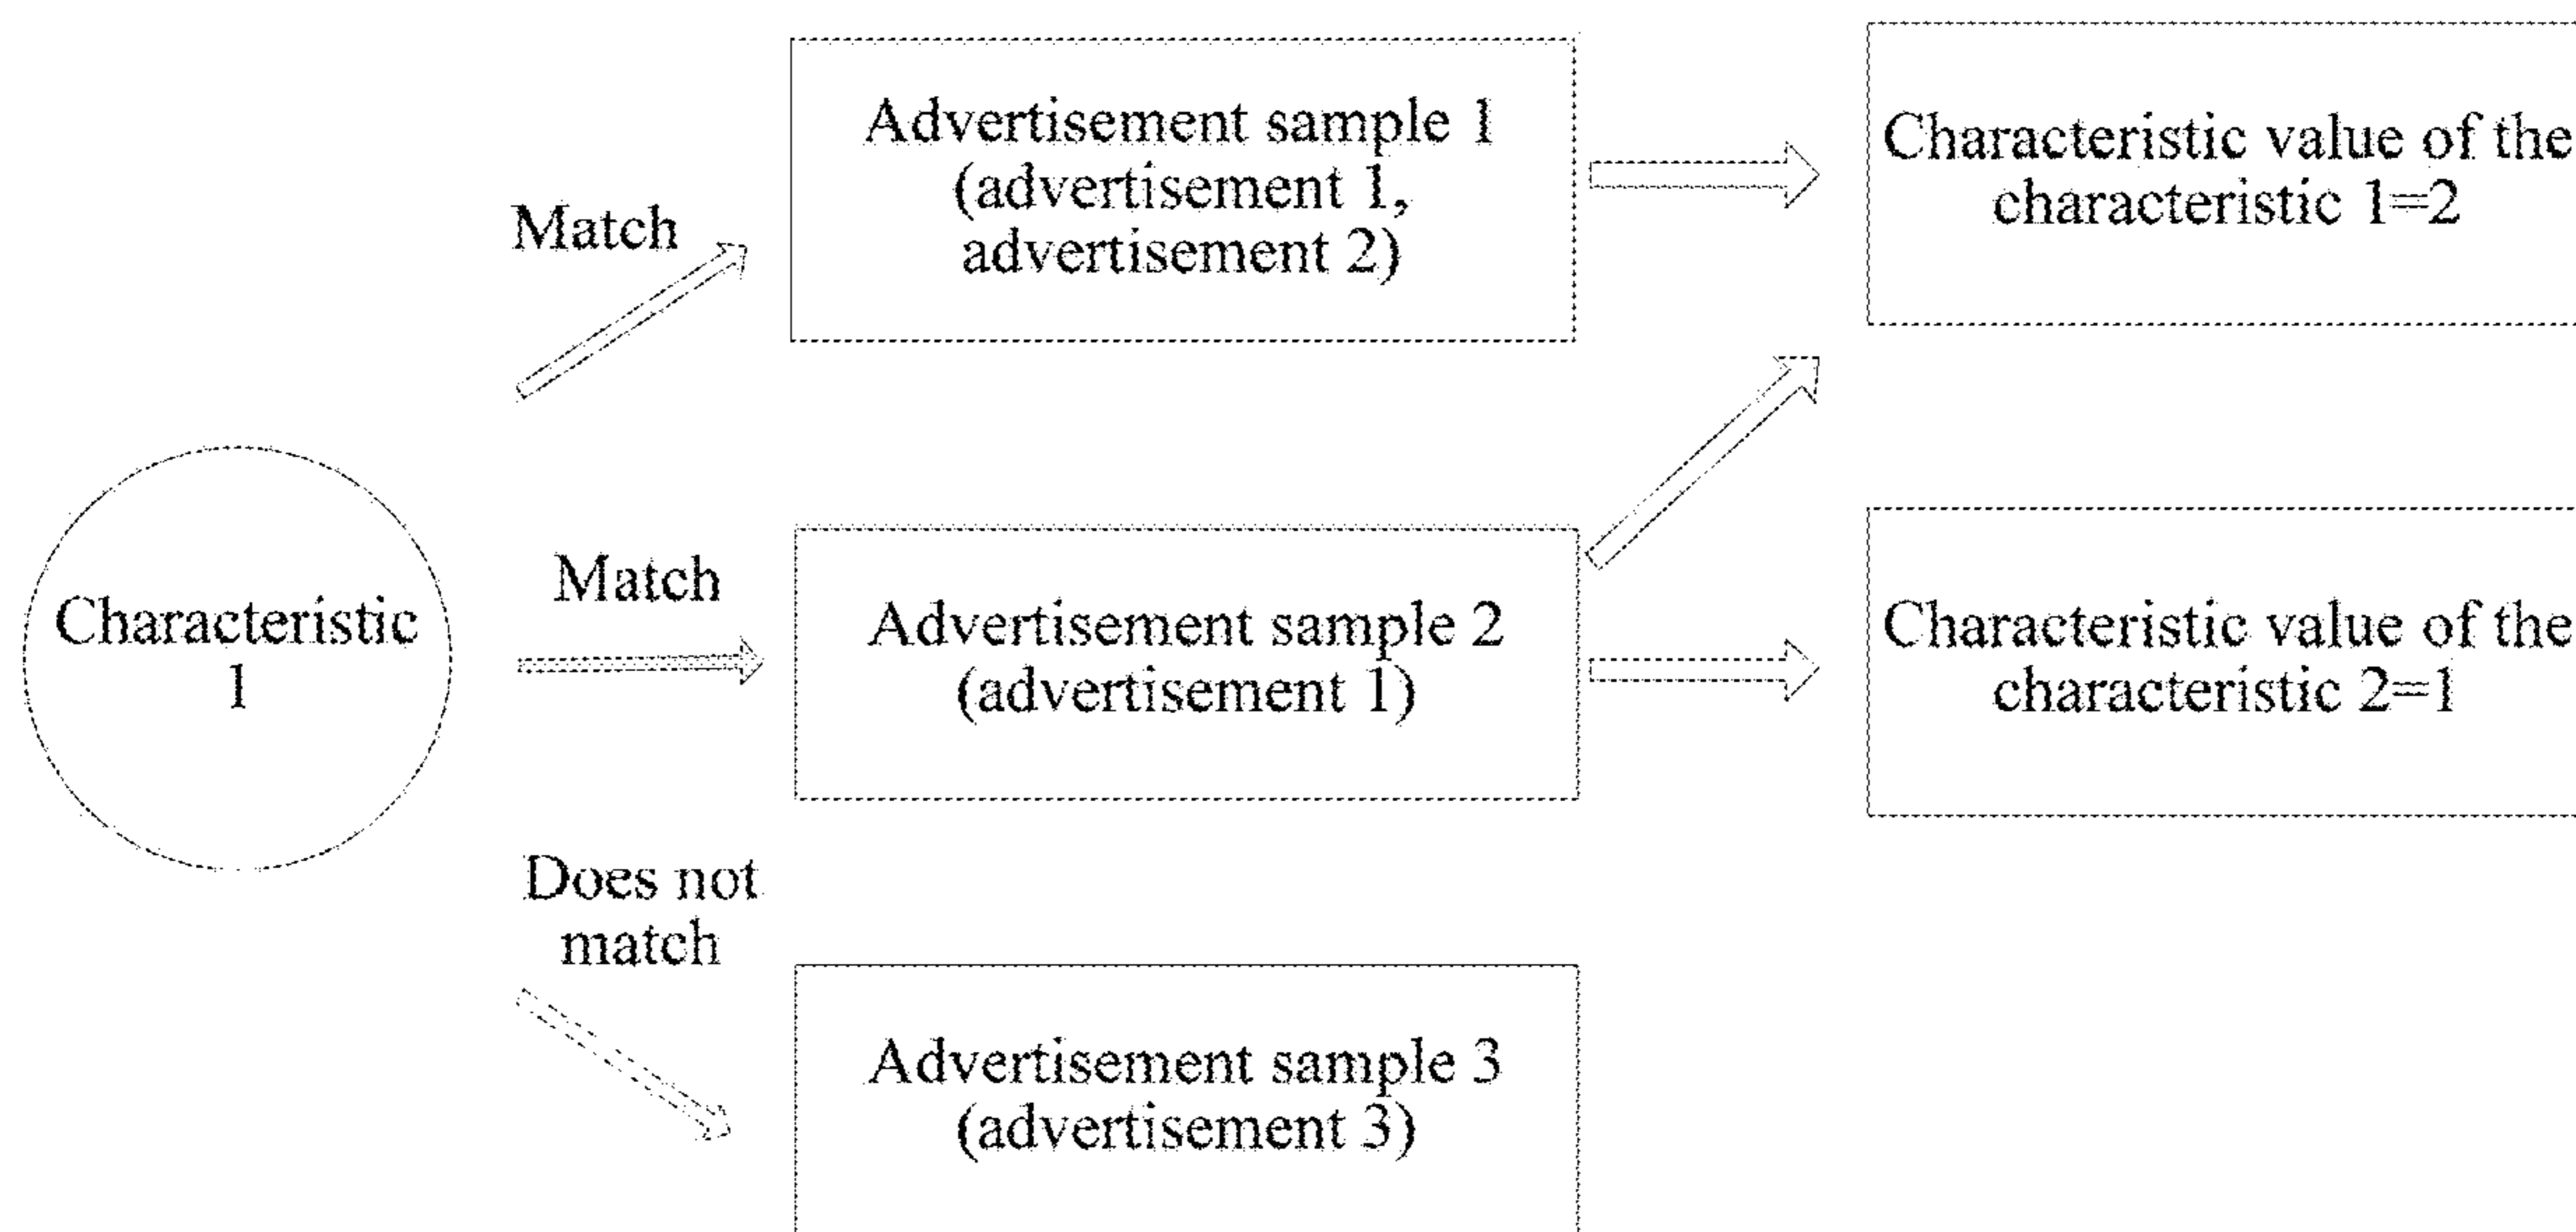 Advertisement sample 1
(advertisement 1,
advertisement 2)
Characteristic value of the
characteristic 1=2
Match
Characteristic
1
Match
Advertisement sample 2
(advertisement 1)
Characteristic value of the
characteristic 2=1
Does not
match
Advertisement sample 3
(advertisement 3)